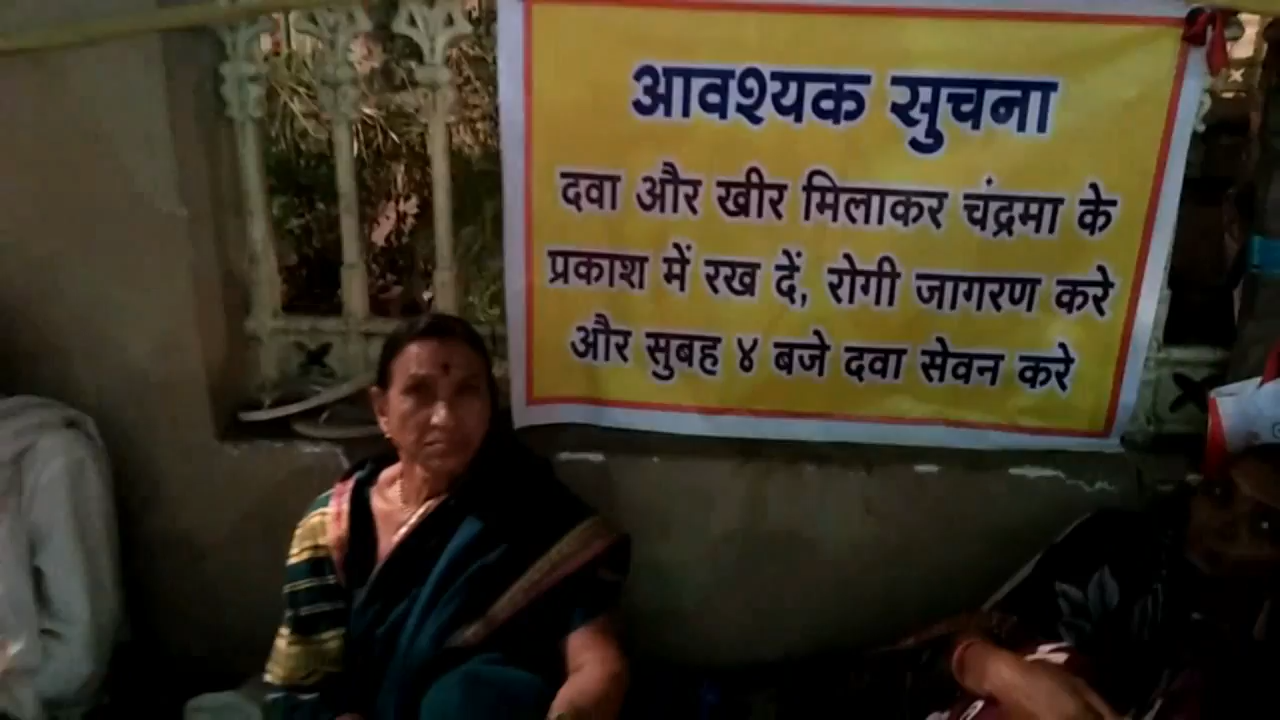 आवश्यक सुचना
दवा और खीर मिलाकर चंद्रमा के
प्रकाश में रख दें, रोगी जागरण करे
और सुबह ४ बजे दवा सेवन करे